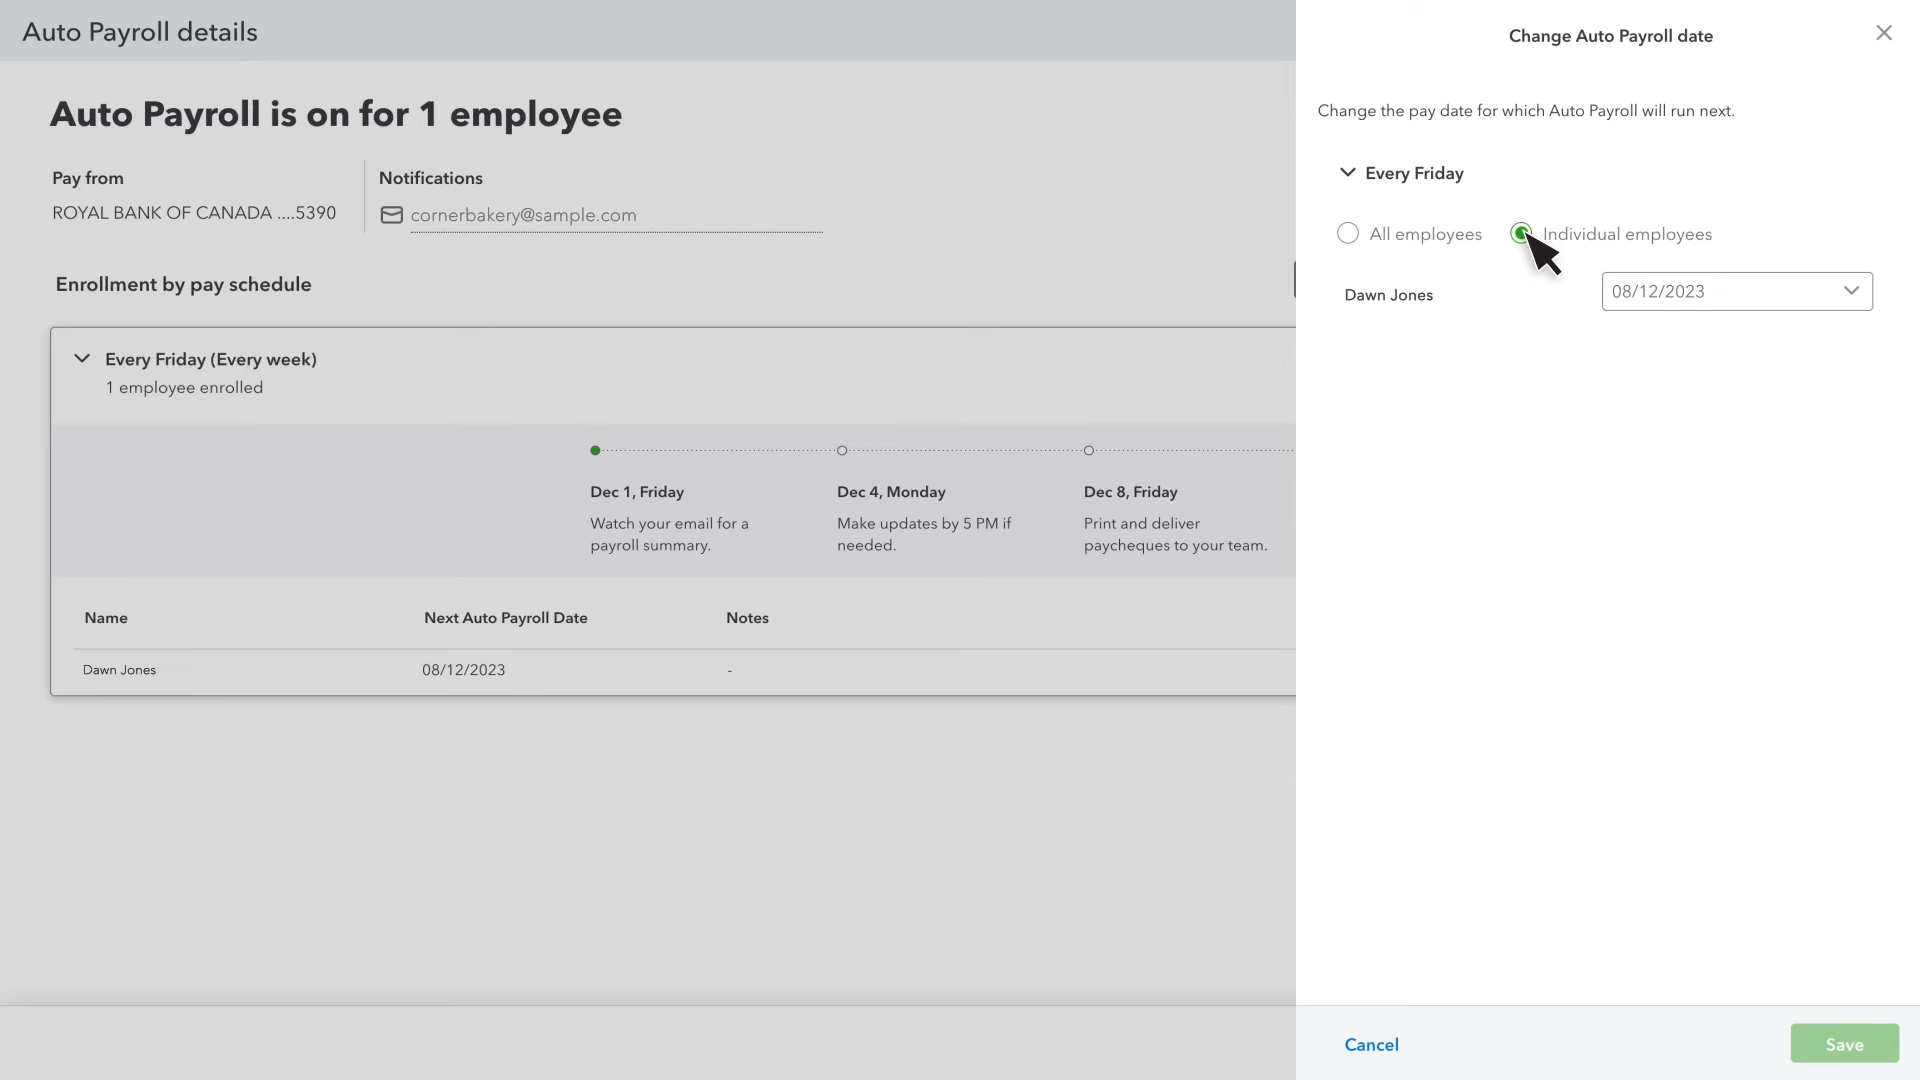 Auto Payroll details
Auto Payroll is on for 1 employee
Pay from
ROYAL BANK OF CANADA ....5390
Notifications
cornerbakery@sample.com
Enrollment by pay schedule
Every Friday (Every week)
1 employee enrolled
Dec 1, Friday
Watch your email for a
payroll summary.
Dec 4, Monday
Make updates by 5 PM if
needed.
Dec 8, Friday
Print and deliver
paycheques to your team.
Name Next Auto Payroll Date Notes
Dawn Jones 08/12/2023 -
Change Auto Payroll date
Change the pay date for which Auto Payroll will run next.
Every Friday
All employees Individual employees
Dawn Jones 08/12/2023
Cancel Save